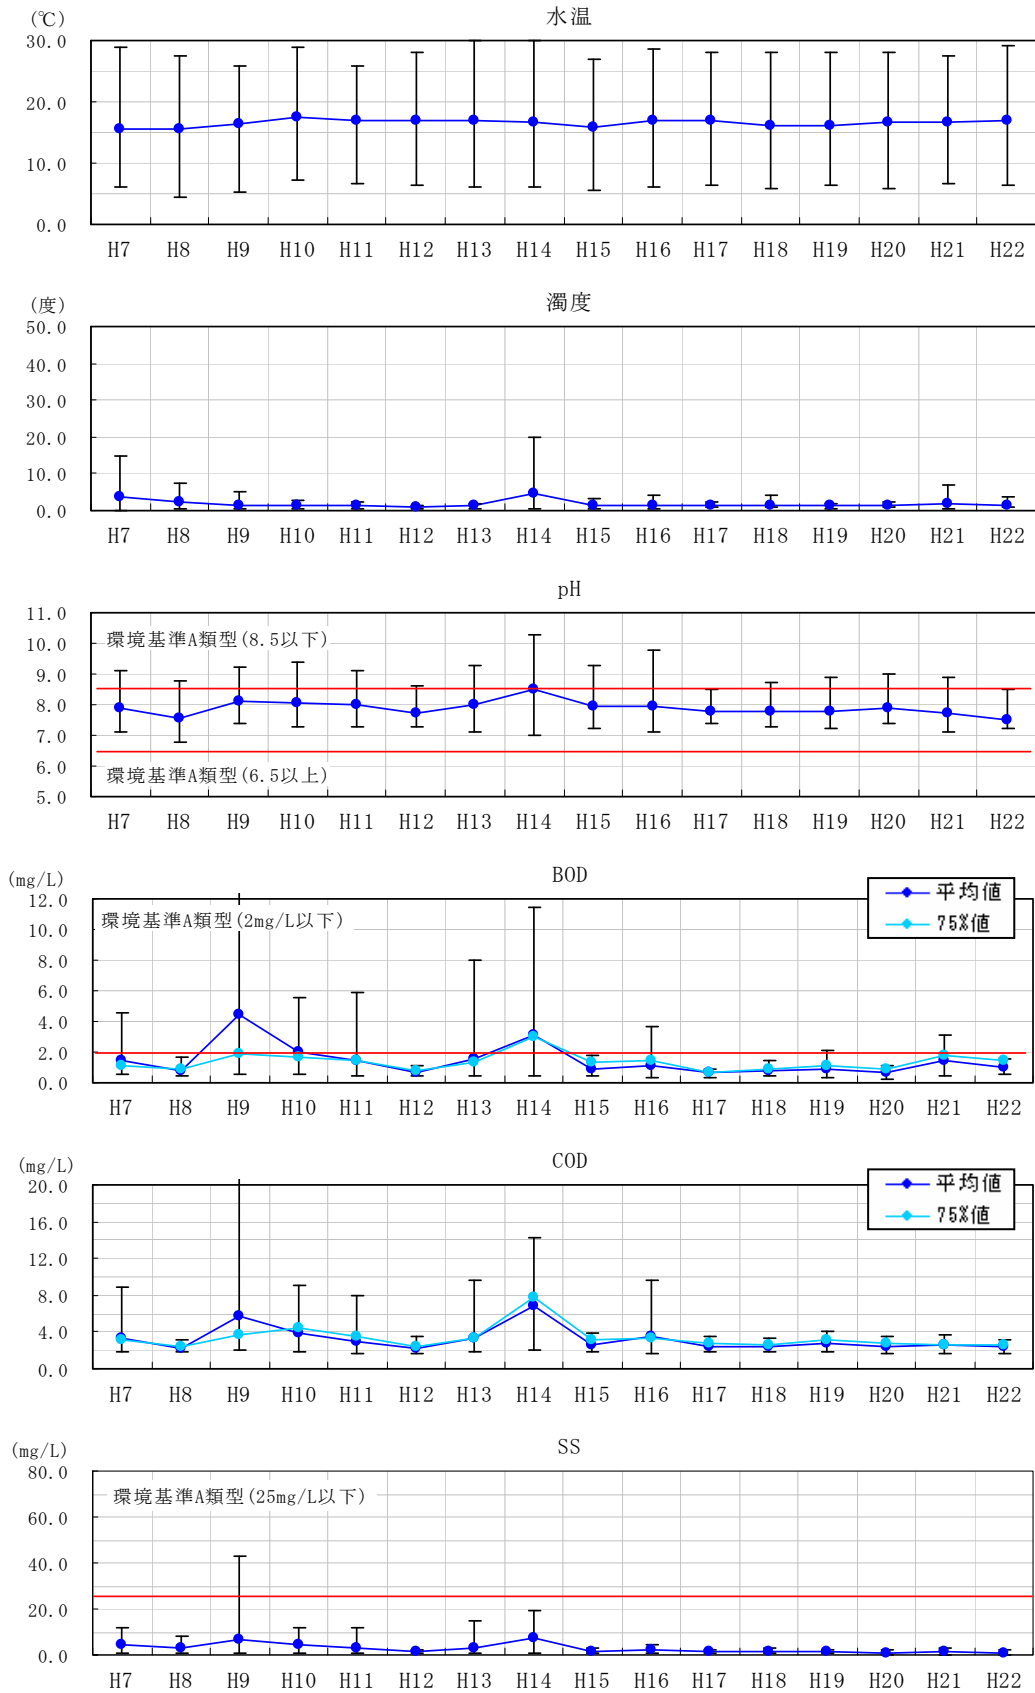 (℃) 水温
30.0
20.0
10.0
0.0
H7 H8 H9 H10 H11 H12 H13 H14 H15 H16 H17 H18 H19 H20 H21 H22
(度) 濁度
50.0
40.0
30.0
20.0
10.0
0.0
H7 H8 H9 H10 H11 H12 H13 H14 H15 H16 H17 H18 H19 H20 H21 H22
pH
11.0
環境基準A類型(8.5以下)
10.0
9.0
8.0
7.0
6.0
環境基準A類型(6.5以上)
5.0
H7 H8 H9 H10 H11 H12 H13 H14 H15 H16 H17 H18 H19 H20 H21 H22
(mg/L) BOD
12.0 平均値
環境基準A類型(2mg/L以下) 75%値
10.0
8.0
6.0
4.0
2.0
0.0
H7 H8 H9 H10 H11 H12 H13 H14 H15 H16 H17 H18 H19 H20 H21 H22
(mg/L) COD
20.0 平均値
75%値
16.0
12.0
8.0
4.0
0.0
H7 H8 H9 H10 H11 H12 H13 H14 H15 H16 H17 H18 H19 H20 H21 H22
(mg/L) SS
80.0
環境基準A類型(25mg/L以下)
60.0
40.0
20.0
0.0
H7 H8 H9 H10 H11 H12 H13 H14 H15 H16 H17 H18 H19 H20 H21 H22